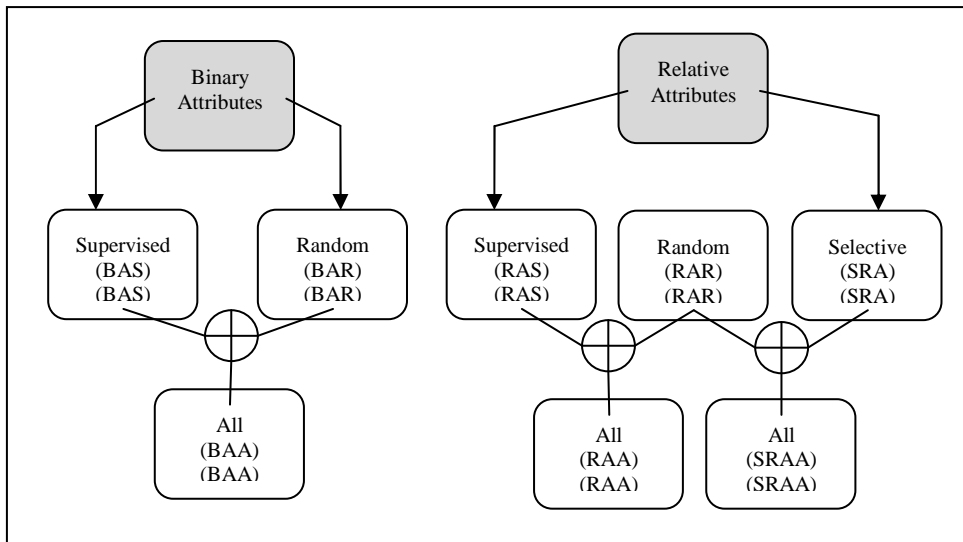 Binary
Attributes
Relative
Attributes
Supervised
(BAS)
(BAS)
Random
(BAR)
(BAR)
Supervised
(RAS)
(RAS)
Random
(RAR)
(RAR)
Selective
(SRA)
(SRA)
All
(BAA)
(BAA)
All
(RAA)
(RAA)
All
(SRAA)
(SRAA)